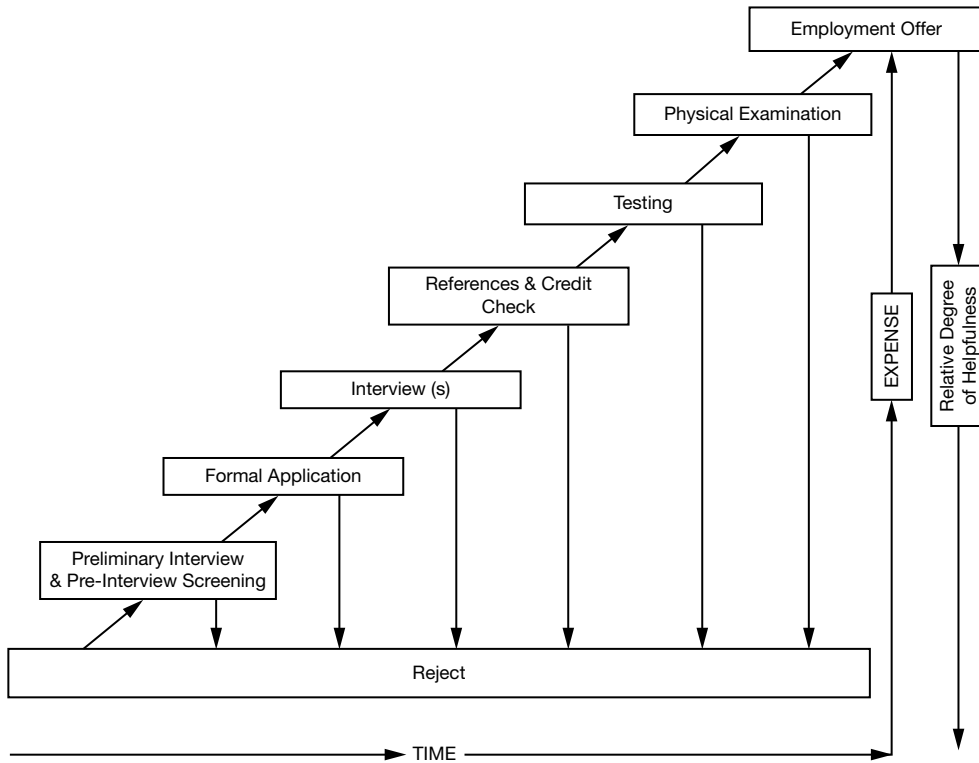 Employment Offer
Physical Examination
Testing
References & Credit
Check
Interview (s)
Formal Application
Preliminary Interview
& Pre-Interview Screening
Reject
TIME
EXPENSE
Relative Degree
of Helpfulness